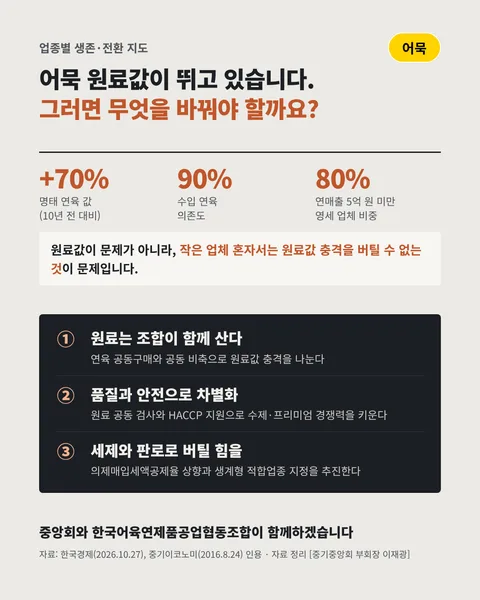 업종별 생존·전환 지도
어묵
어묵 원료값이 뛰고 있습니다.
그러면 무엇을 바꿔야 할까요?
+70%
명태 연육 값
(10년 전 대비)
90%
수입 연육
의존도
80%
연매출 5억 원 미만
영세 업체 비중
원료값이 문제가 아니라, 작은 업체 혼자서는 원료값 충격을 버틸 수 없는
것이 문제입니다.
1 원료는 조합이 함께 산다
연육 공동구매와 공동 비축으로 원료값 충격을 나눈다
2 품질과 안전으로 차별화
원료 공동 검사와 HACCP 지원으로 수제·프리미엄 경쟁력을 키운다
3 세제와 판로로 버틸 힘을
의제매입세액공제율 상향과 생계형 적합업종 지정을 추진한다
중앙회와 한국어육연제품공업협동조합이 함께하겠습니다
자료: 한국경제(2026.10.27), 중기이코노미(2016.8.24) 인용 · 자료 정리 [중기중앙회 부회장 이재광]